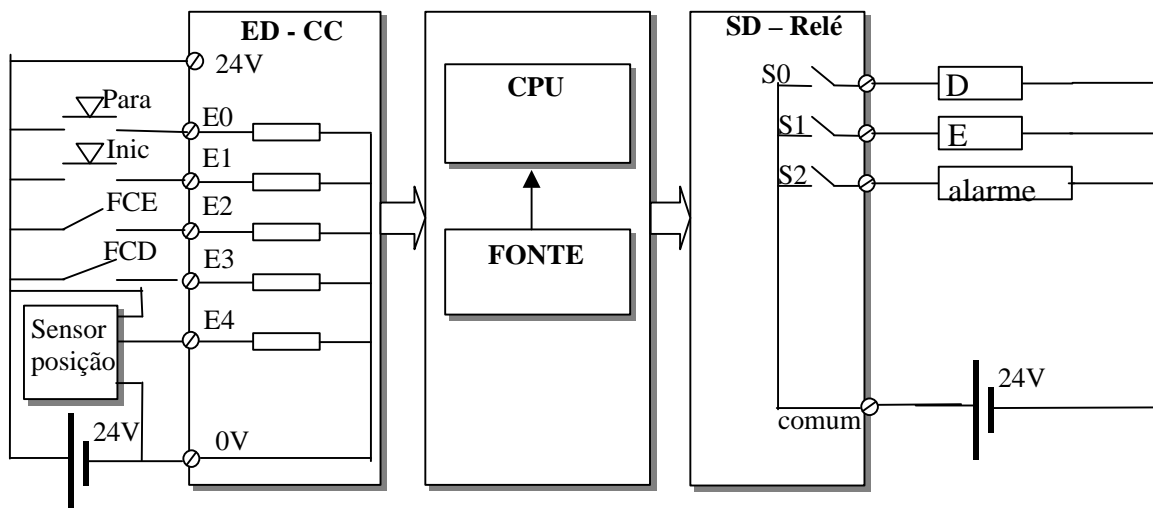 ED - CC
24V
Para
E0
Inic
E1
FCE
E2
FCD
E3
Sensor
posição
E4
24V
0V
CPU
FONTE
SD – Relé
S0
D
S1
E
S2
alarme
24V
comum